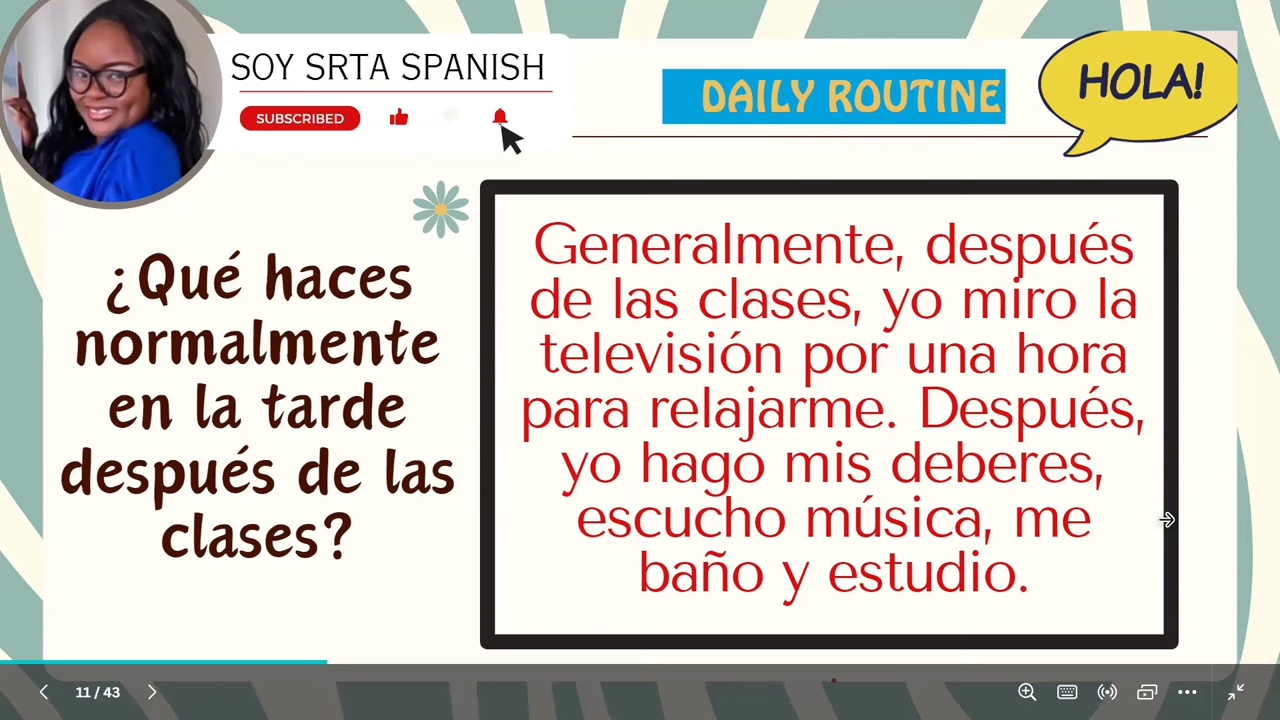 SOY SRTA SPANISH
SUBSCRIBED
DAILY ROUTINE
HOLA!
¿Qué haces
normalmente
en la tarde
después de las
clases?
Generalmente, después
de las clases, yo miro la
televisión por una hora
para relajarme. Después,
yo hago mis deberes,
escucho música, me
baño y estudio.
11 / 43